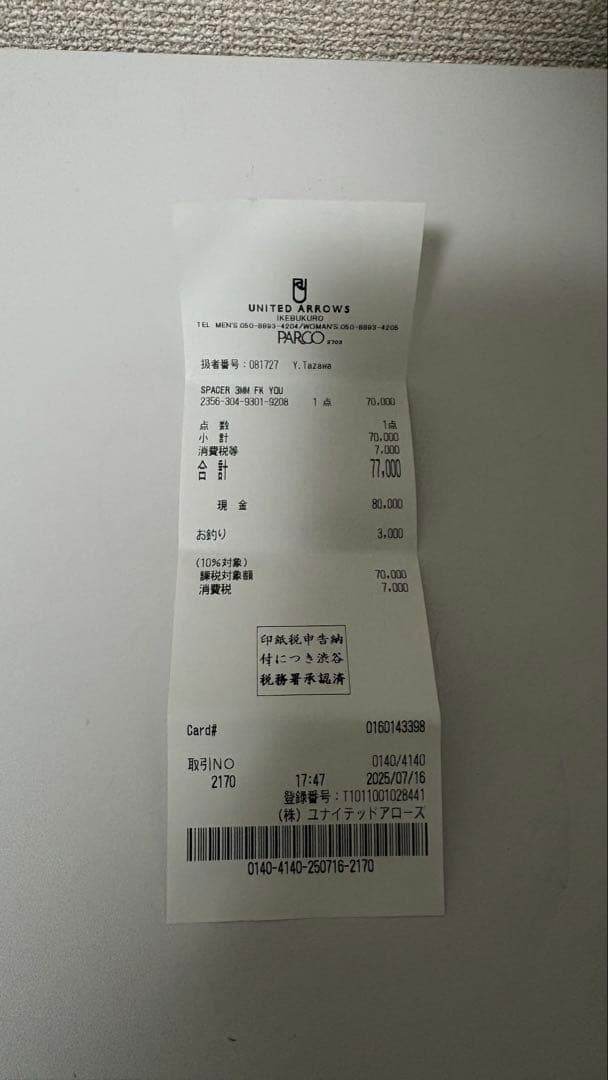 UNITED ARROWS
IKEBUKURO
TEL MEN'S.050-8893-4204/WOMAN'S.050-8893-4205
PARCO 2703
扱者番号:081727 Y.Tazawa
SPACER 3MM FK YOU
2356-304-9301-9208 1 点 70,000
点 数 1点
小 計 70,000
消費税等 7,000
合 計 77,000
現 金 80,000
お釣り 3,000
(10%対象)
課税対象額 70,000
消費税 7,000
印紙税申告納
付につき渋谷
税務署承認済
Card# 0160143398
取引NO 0140/4140
2170 17:47 2025/07/16
登録番号:T1011001028441
(株) ユナイテッドアローズ
0140-4140-250716-2170